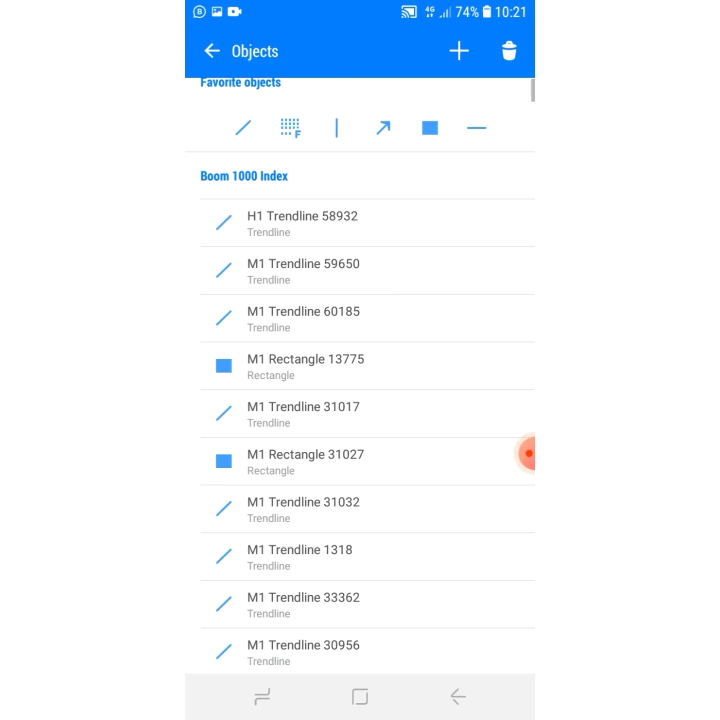 4G 74% 10:21
Objects
Favorite objects
F
Boom 1000 Index
H1 Trendline 58932
Trendline
M1 Trendline 59650
Trendline
M1 Trendline 60185
Trendline
M1 Rectangle 13775
Rectangle
M1 Trendline 31017
Trendline
M1 Rectangle 31027
Rectangle
M1 Trendline 31032
Trendline
M1 Trendline 1318
Trendline
M1 Trendline 33362
Trendline
M1 Trendline 30956
Trendline